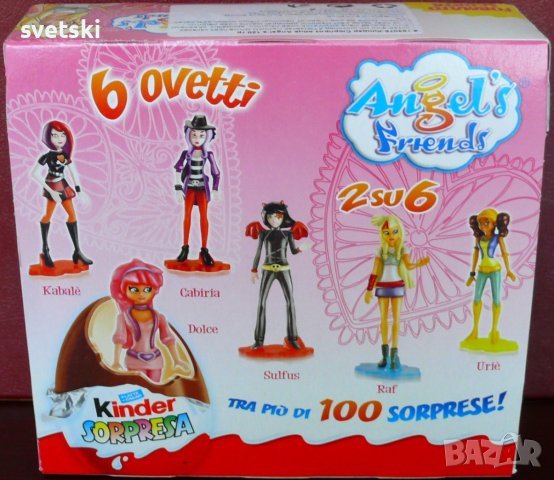 svetski
6 ovetti
Angel's
Friends
®
2 su 6
Kabalè
Cabiria
Dolce
Sulfus
Raf
Uriè
Kinder
SORPRESA
TRA PIÙ DI 100 SORPRESE!
BAZAR